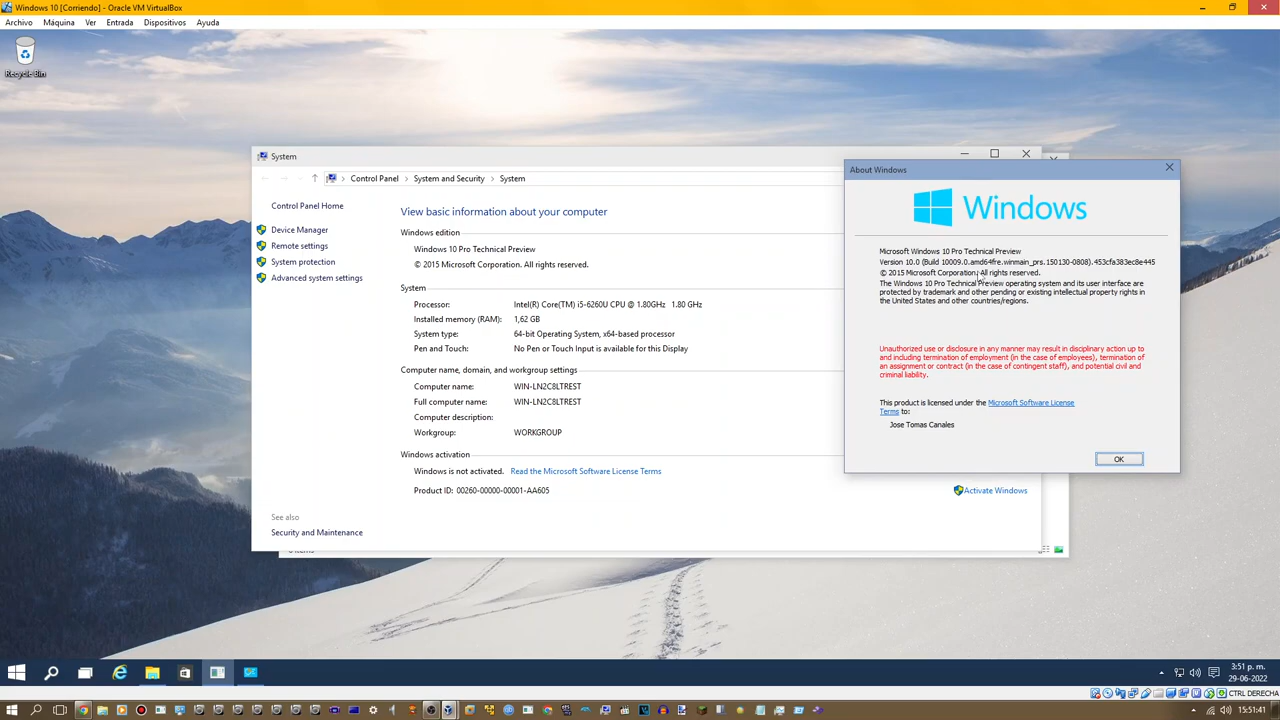 Windows 10 [Corriendo] - Oracle VM VirtualBox
Archivo Máquina Ver Entrada Dispositivos Ayuda
Recycle Bin
System
Control Panel System and Security System
Control Panel Home
Device Manager
Remote settings
System protection
Advanced system settings
See also
Security and Maintenance
View basic information about your computer
Windows edition
Windows 10 Pro Technical Preview
© 2015 Microsoft Corporation. All rights reserved.
System
Processor: Intel(R) Core(TM) i5-6260U CPU @ 1.80GHz 1.80 GHz
Installed memory (RAM): 1,62 GB
System type: 64-bit Operating System, x64-based processor
Pen and Touch: No Pen or Touch Input is available for this Display
Computer name, domain, and workgroup settings
Computer name: WIN-LN2C8LTREST
Full computer name: WIN-LN2C8LTREST
Computer description:
Workgroup: WORKGROUP
Windows activation
Windows is not activated. Read the Microsoft Software License Terms
Product ID: 00260-00000-00001-AA605
Activate Windows
About Windows
Windows
Microsoft Windows 10 Pro Technical Preview
Version 10.0 (Build 10009.0.amd64fre.winmain_prs.150130-0808).453cfa383ec8e445
© 2015 Microsoft Corporation. All rights reserved.
The Windows 10 Pro Technical Preview operating system and its user interface are
protected by trademark and other pending or existing intellectual property rights in
the United States and other countries/regions.
Unauthorized use or disclosure in any manner may result in disciplinary action up to
and including termination of employment (in the case of employees), termination of
an assignment or contract (in the case of contingent staff), and potential civil and
criminal liability.
This product is licensed under the Microsoft Software License
Terms to:
Jose Tomas Canales
OK
3:51 p. m.
29-06-2022
CTRL DERECHA
15:51:41